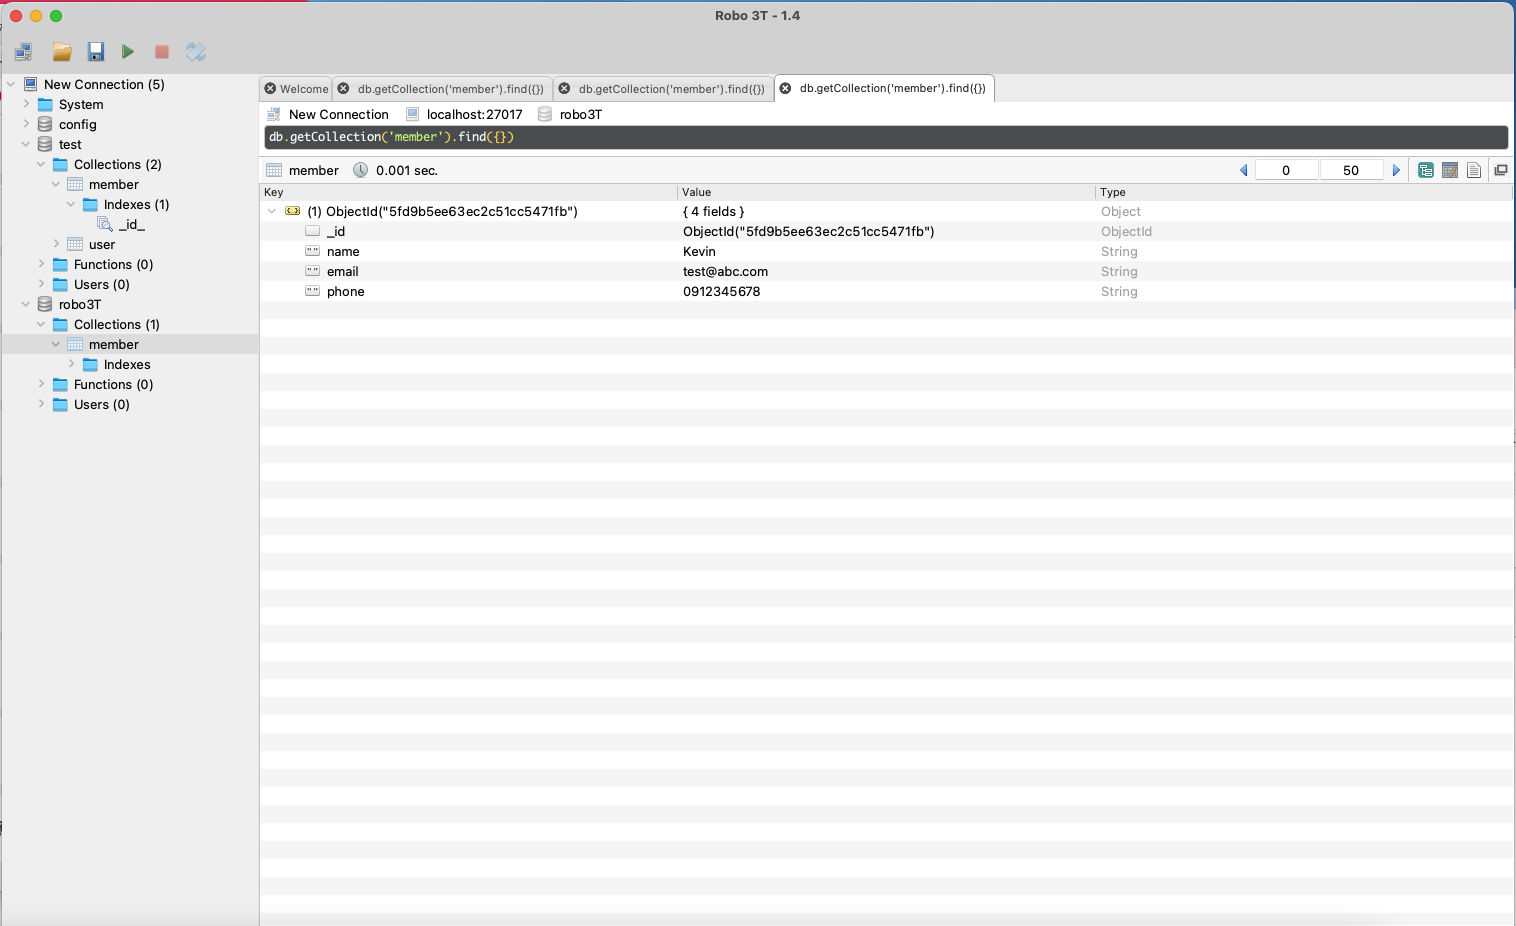 Robo 3T - 1.4
New Connection (5)
System
config
test
Collections (2)
member
Indexes (1)
_id_
user
Functions (0)
Users (0)
robo3T
Collections (1)
member
Indexes
Functions (0)
Users (0)
Welcome db.getCollection('member').find({}) db.getCollection('member').find({}) db.getCollection('member').find({})
New Connection localhost:27017 robo3T
db.getCollection('member').find({})
member 0.001 sec. 0 50
Key Value Type
(1) ObjectId("5fd9b5ee63ec2c51cc5471fb") { 4 fields } Object
_id ObjectId("5fd9b5ee63ec2c51cc5471fb") ObjectId
name Kevin String
email test@abc.com String
phone 0912345678 String